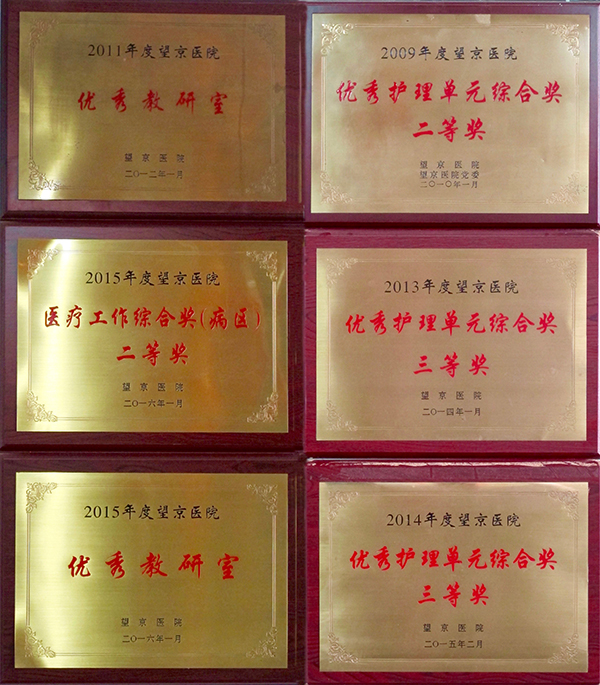 2011年度望京医院
优秀教研室
望京医院
二〇一二年一月
2009年度望京医院
优秀护理单元综合奖
二等奖
望京医院
望京医院党委
二〇一〇年一月
2015年度望京医院
医疗工作综合奖(病区)
二等奖
望京医院
二〇一六年一月
2013年度望京医院
优秀护理单元综合奖
三等奖
望京医院
二〇一四年一月
2015年度望京医院
优秀教研室
望京医院
二〇一六年一月
2014年度望京医院
优秀护理单元综合奖
三等奖
望京医院
二〇一五年二月